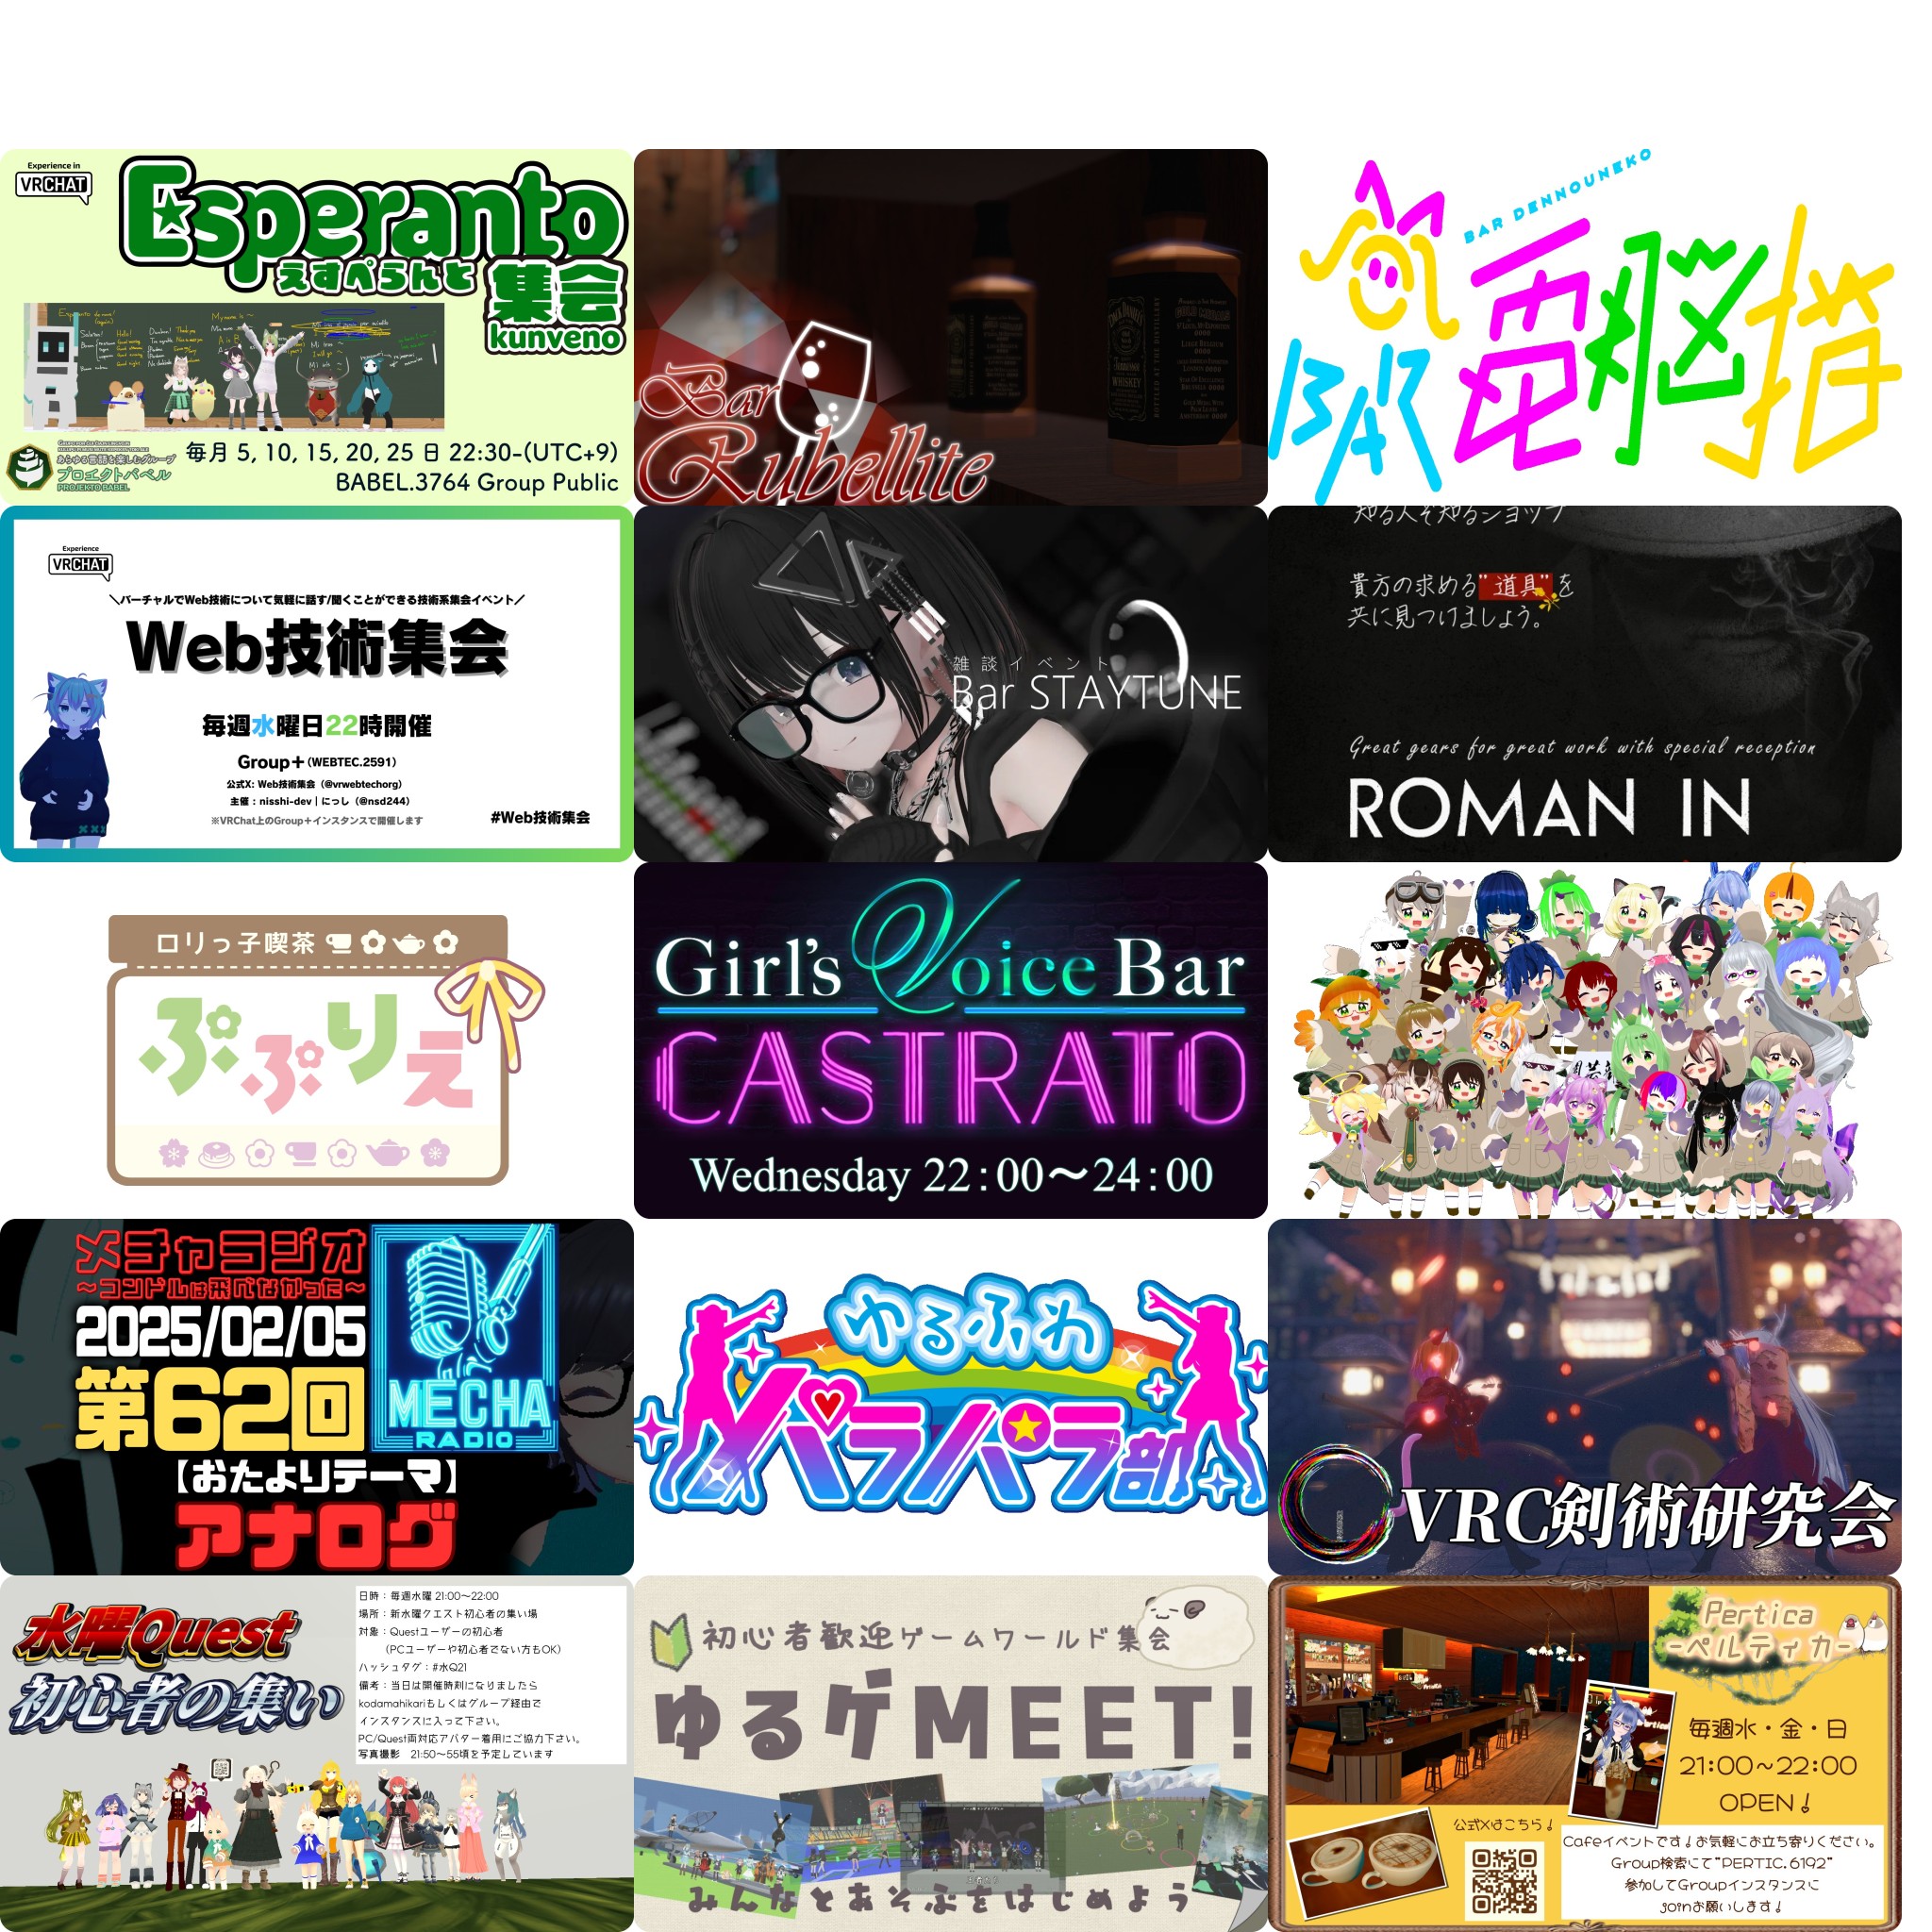 Experience in
VRCHAT
Esperanto
えすぺらんと
集会
kunveno
あらゆる言語を楽しむグループ
プロエクトバベル
PROJEKTO BABEL
毎月 5, 10, 15, 20, 25 日 22:30-(UTC+9)
BABEL.3764 Group Public
Bar
Rubellite
WHISKEY
BAR DENNOUNEKO
BAR 電脳猫
Experience
VRCHAT
＼バーチャルでWeb技術について気軽に話す/聞くことができる技術系集会イベント／
Web技術集会
毎週水曜日22時開催
Group＋(WEBTEC.2591)
公式X: Web技術集会（@vrwebtechorg）
主催：nisshi-dev｜にっし（@nsd244）
※VRChat上のGroup＋インスタンスで開催します
#Web技術集会
雑談イベント
Bar STAYTUNE
知る人ぞ知るショップ
貴方の求める"道具"を
共に見つけましょう。
Great gears for great work with special reception
ROMAN IN
ロリっ子喫茶
ぷぷりえ
Girl's Voice Bar
CASTRATO
Wednesday 22：00～24：00
メチャラジオ
～コンドルは飛べなかった～
2025/02/05
第62回
MECHA
RADIO
【おたよりテーマ】
アナログ
ゆるふわ
パラパラ部
VRC剣術研究会
水曜Quest
初心者の集い
日時：毎週水曜 21:00～22:00
場所：新水曜クエスト初心者の集い場
対象：Questユーザーの初心者
（PCユーザーや初心者でない方もOK）
ハッシュタグ：#水Q21
備考：当日は開催時刻になりましたら
kodamahikariもしくはグループ経由で
インスタンスに入って下さい。
PC/Quest両対応アバター着用にご協力下さい。
写真撮影　21:50～55頃を予定しています
初心者歓迎ゲームワールド集会
ゆるゲMEET!
みんなとあそぶをはじめよう
Pertica
-ペルティカ-
毎週水・金・日
21:00～22:00
OPEN！
公式Xはこちら！
Cafeイベントです！お気軽にお立ち寄りください。
Group検索にて"PERTIC.6192"
参加してGroupインスタンスに
joinお願いします！